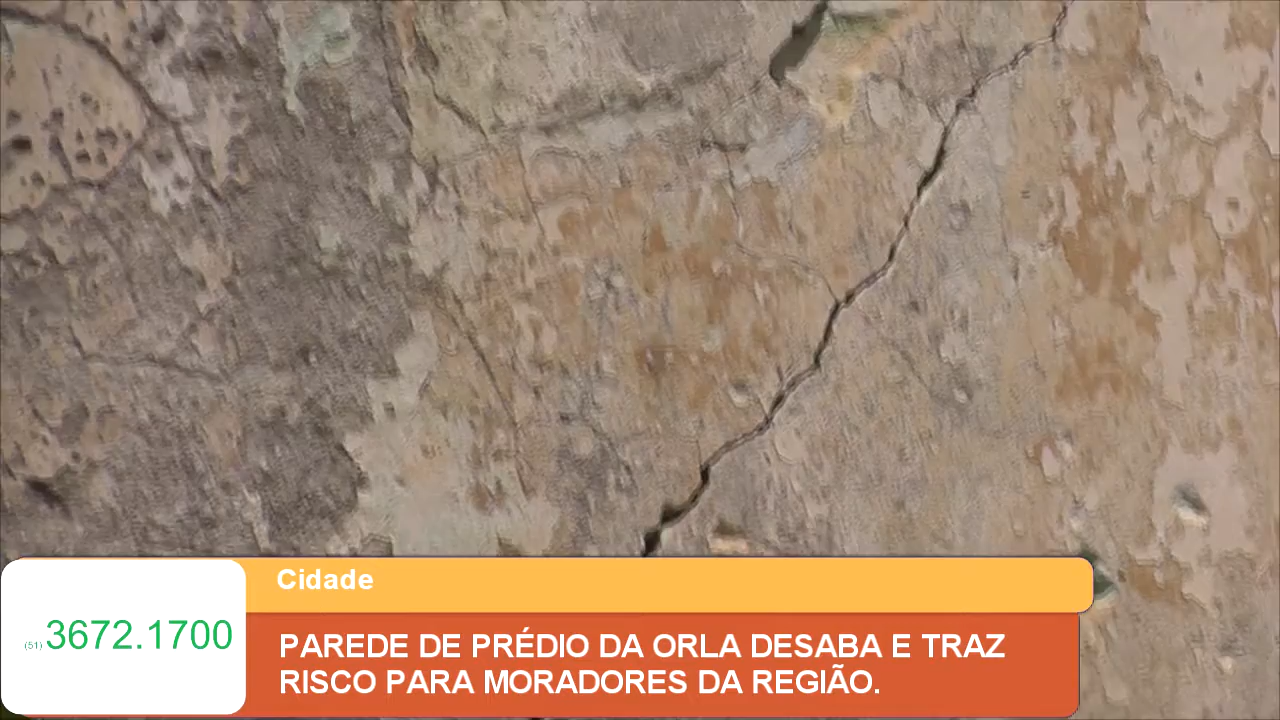 Cidade
(51) 3672.1700
PAREDE DE PRÉDIO DA ORLA DESABA E TRAZ
RISCO PARA MORADORES DA REGIÃO.